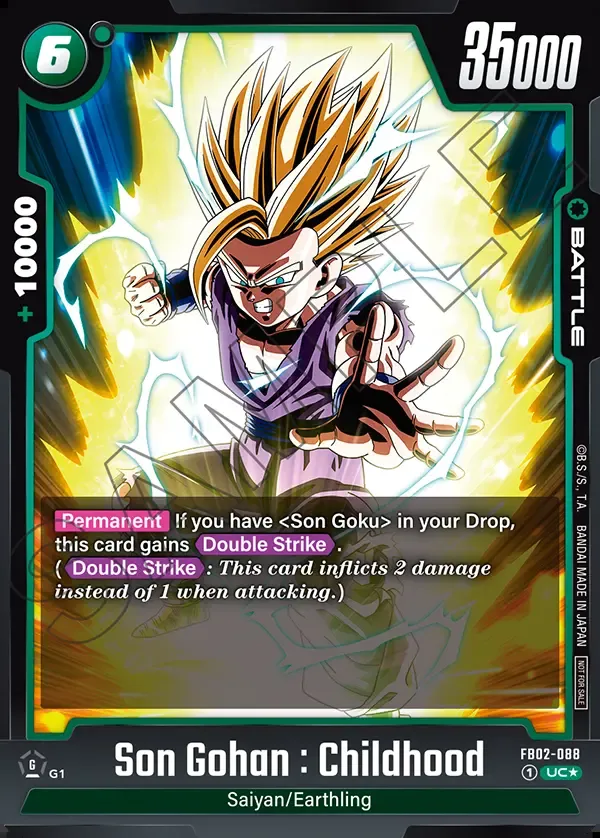 6
35000
+ 10000
BATTLE
SAMPLE
Permanent If you have <Son Goku> in your Drop,
this card gains Double Strike .
( Double Strike : This card inflicts 2 damage
instead of 1 when attacking.)
©B.S./S., T.A. BANDAI MADE IN JAPAN
NOT FOR SALE
G G1
Son Gohan : Childhood
FB02-088
1 UC★
Saiyan/Earthling